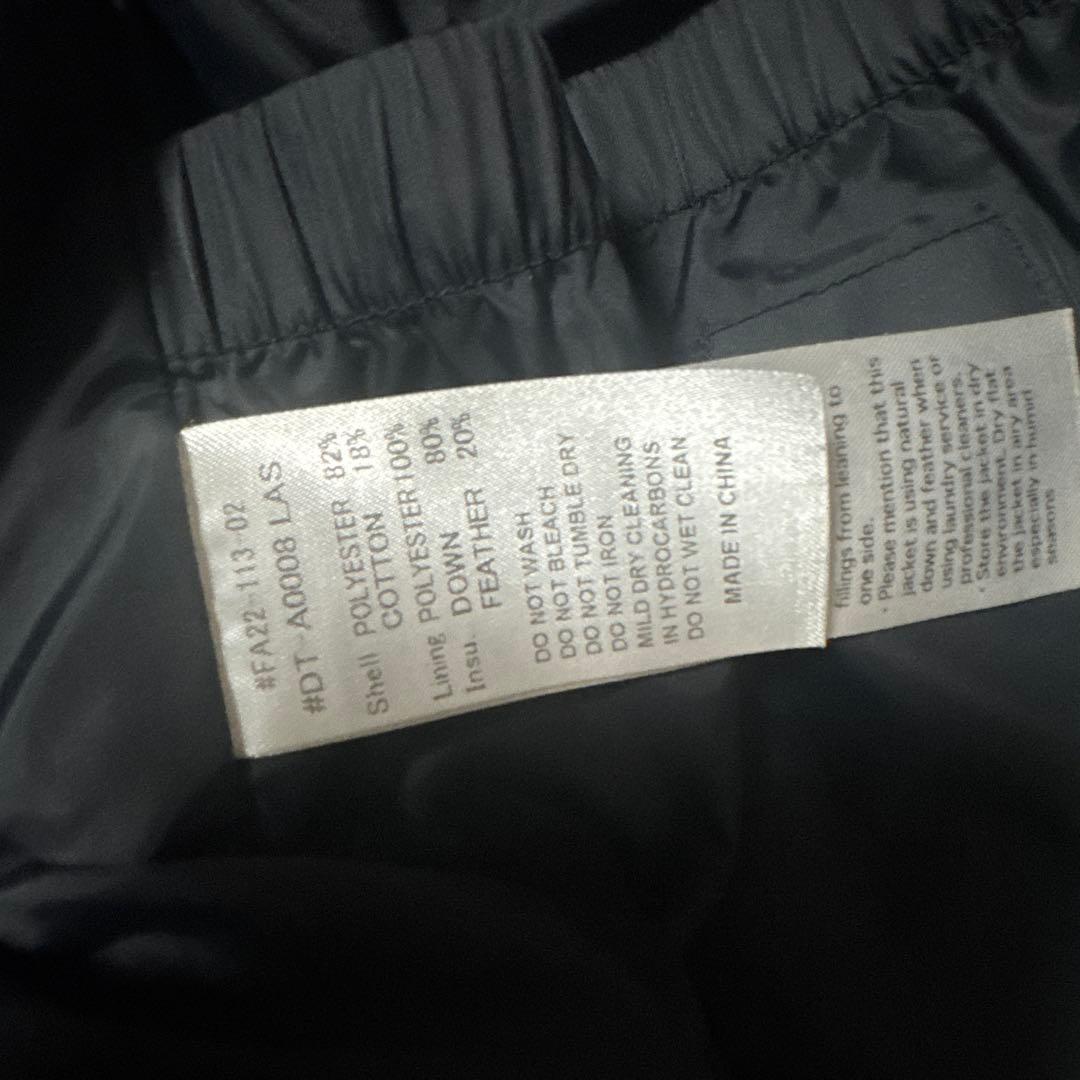 #FA22-113-02
#DT-A0008 LAS
Shell POLYESTER 82%
COTTON 18%
Lining POLYESTER 100%
Insu. DOWN 80%
FEATHER 20%
DO NOT WASH
DO NOT BLEACH
DO NOT TUMBLE DRY
DO NOT IRON
MILD DRY CLEANING
IN HYDROCARBONS
DO NOT WET CLEAN
MADE IN CHINA
fillings from leaning to
one side.
· Please mention that this
jacket is using natural
down and feather when
using laundry service or
professional cleaners.
· Store the jacket in dry
environment. Dry flat
the jacket in airy area
especially in humid
seasons